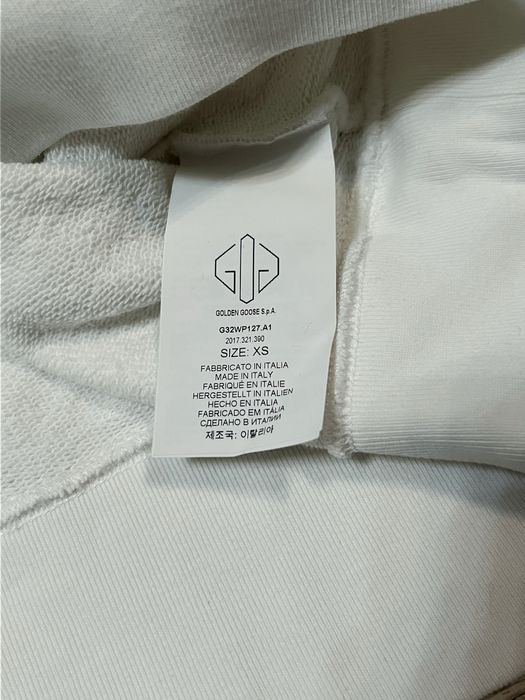 GOLDEN GOOSE S.p.A.
G32WP127.A1
2017.321.390
SIZE: XS
FABBRICATO IN ITALIA
MADE IN ITALY
FABRIQUÉ EN ITALIE
HERGESTELLT IN ITALIEN
HECHO EN ITALIA
FABRICADO EM ITÁLIA
СДЕЛАНО В ИТАЛИИ
제조국: 이탈리아